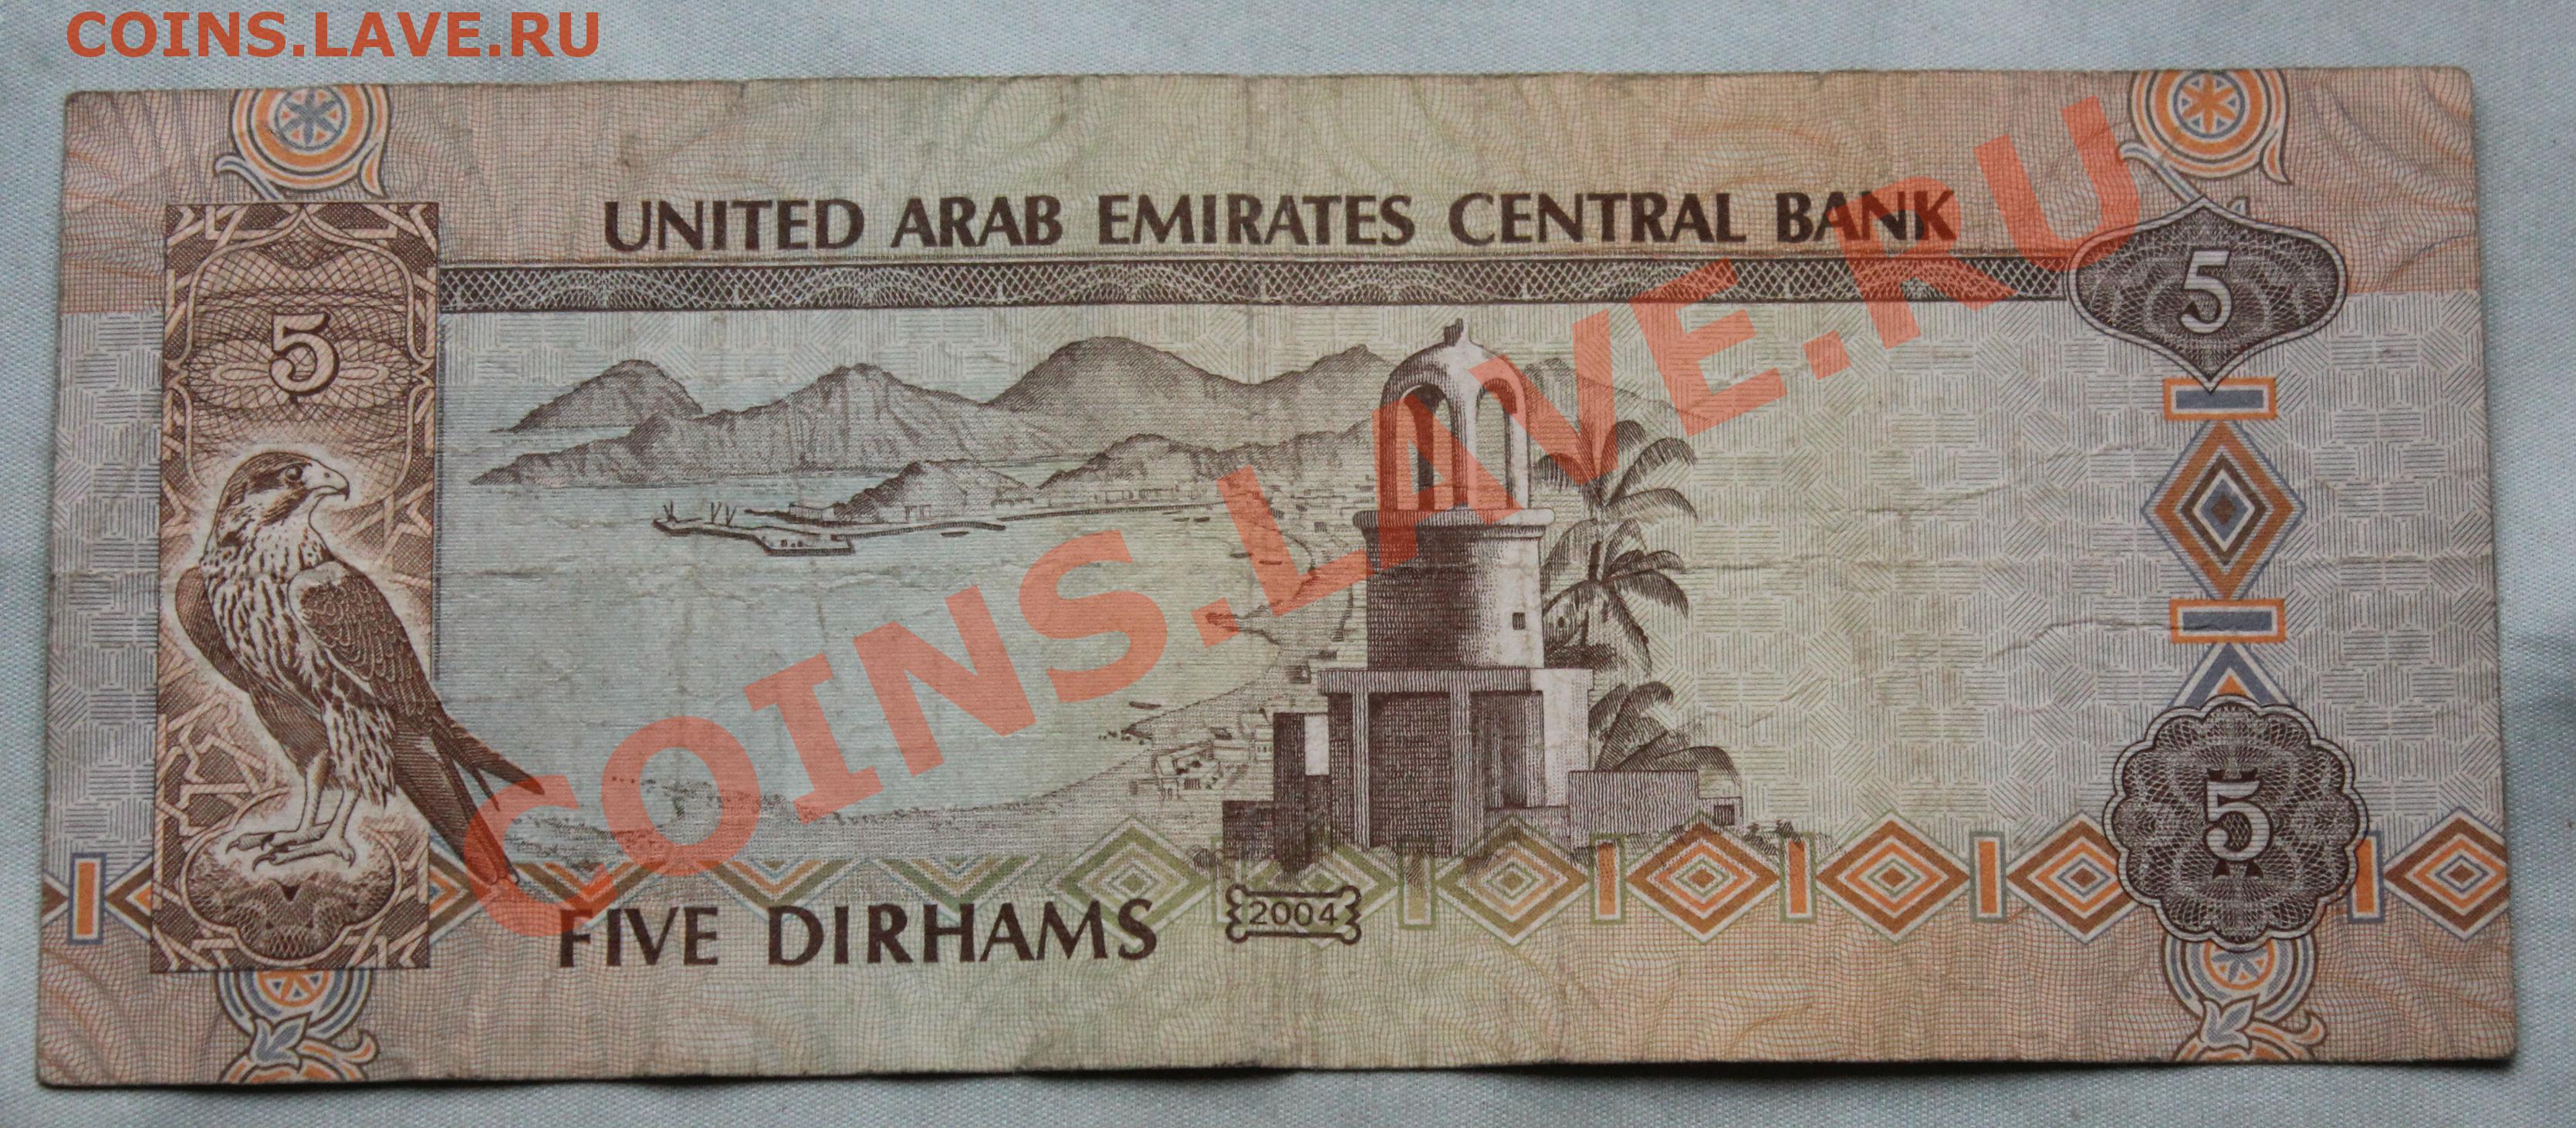 COINS.LAVE.RU
UNITED ARAB EMIRATES CENTRAL BANK
5
5
COINS.LAVE.RU
5
FIVE DIRHAMS
2004